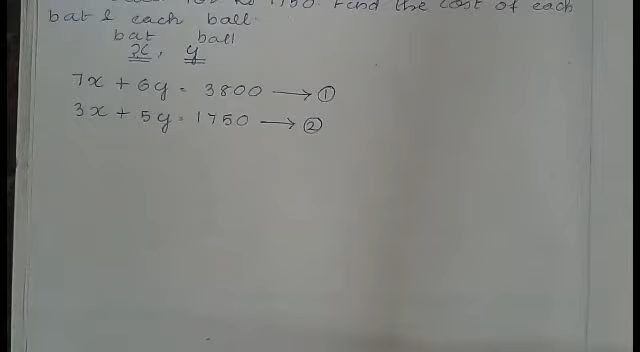 for Rs 1750. Find the cost of each
bat & each ball.
bat ball
x, y
7x + 6y = 3800 → ①
3x + 5y = 1750 → ②